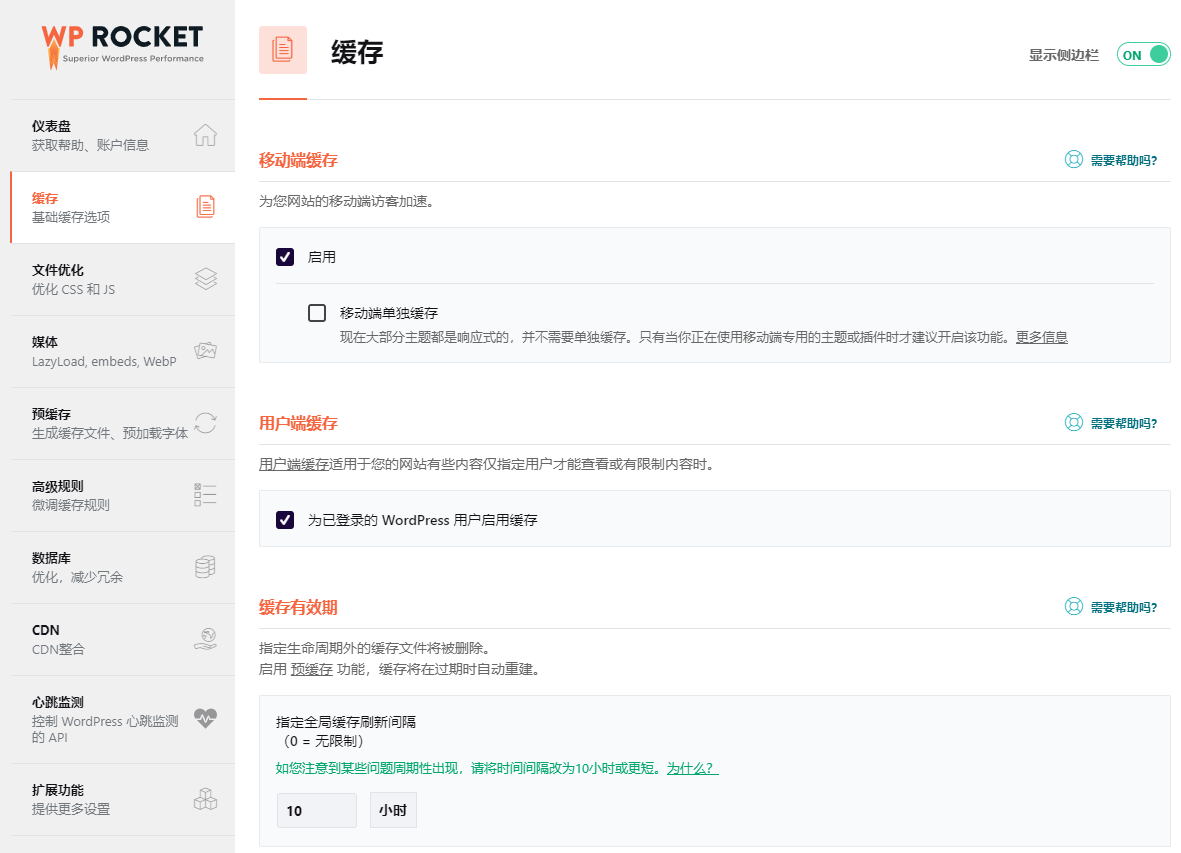 WP ROCKET
Superior WordPress Performance
仪表盘
获取帮助、账户信息
缓存
基础缓存选项
文件优化
优化 CSS 和 JS
媒体
LazyLoad, embeds, WebP
预缓存
生成缓存文件、预加载字体
高级规则
微调缓存规则
数据库
优化，减少冗余
CDN
CDN整合
心跳监测
控制 WordPress 心跳监测
的 API
扩展功能
提供更多设置
缓存
显示侧边栏 ON
移动端缓存 需要帮助吗?
为您网站的移动端访客加速。
启用
移动端单独缓存
现在大部分主题都是响应式的，并不需要单独缓存。只有当你正在使用移动端专用的主题或插件时才建议开启该功能。更多信息
用户端缓存 需要帮助吗?
用户端缓存适用于您的网站有些内容仅指定用户才能查看或有限制内容时。
为已登录的 WordPress 用户启用缓存
缓存有效期 需要帮助吗?
指定生命周期外的缓存文件将被删除。
启用 预缓存 功能，缓存将在过期时自动重建。
指定全局缓存刷新间隔
（0 = 无限制）
如您注意到某些问题周期性出现，请将时间间隔改为10小时或更短。为什么？
10 小时